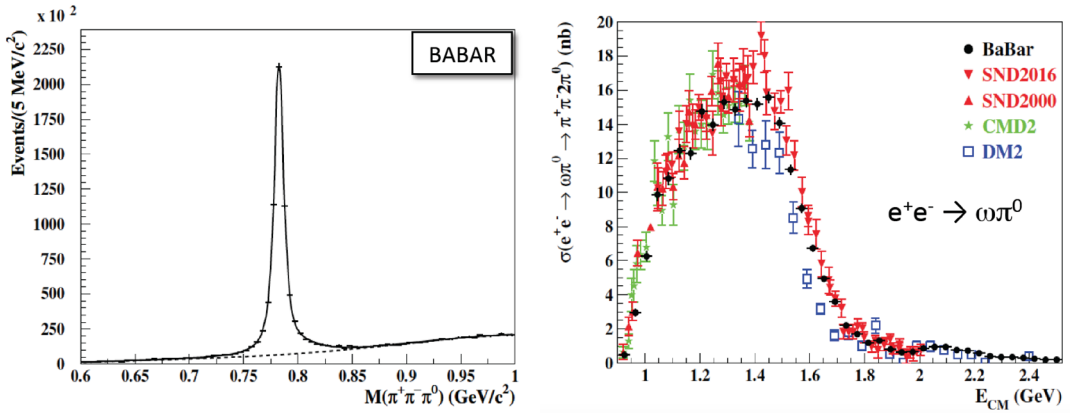 x 10²
Events/(5 MeV/c²)
2250
2000
1750
1500
1250
1000
750
500
250
0
0.6 0.65 0.7 0.75 0.8 0.85 0.9 0.95 1
M(π⁺π⁻π⁰) (GeV/c²)
BABAR
σ(e⁺e⁻ → ωπ⁰ → π⁺π⁻2π⁰) (nb)
20
18
16
14
12
10
8
6
4
2
0
1 1.2 1.4 1.6 1.8 2 2.2 2.4
E_CM (GeV)
BaBar
SND2016
SND2000
CMD2
DM2
e⁺e⁻ → ωπ⁰